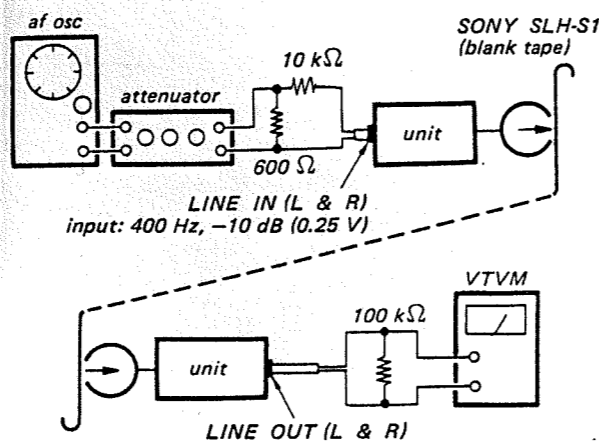 af osc
SONY SLH-S1
(blank tape)
10 kΩ
attenuator
unit
600 Ω
LINE IN (L & R)
input: 400 Hz, −10 dB (0.25 V)
VTVM
100 kΩ
unit
LINE OUT (L & R)